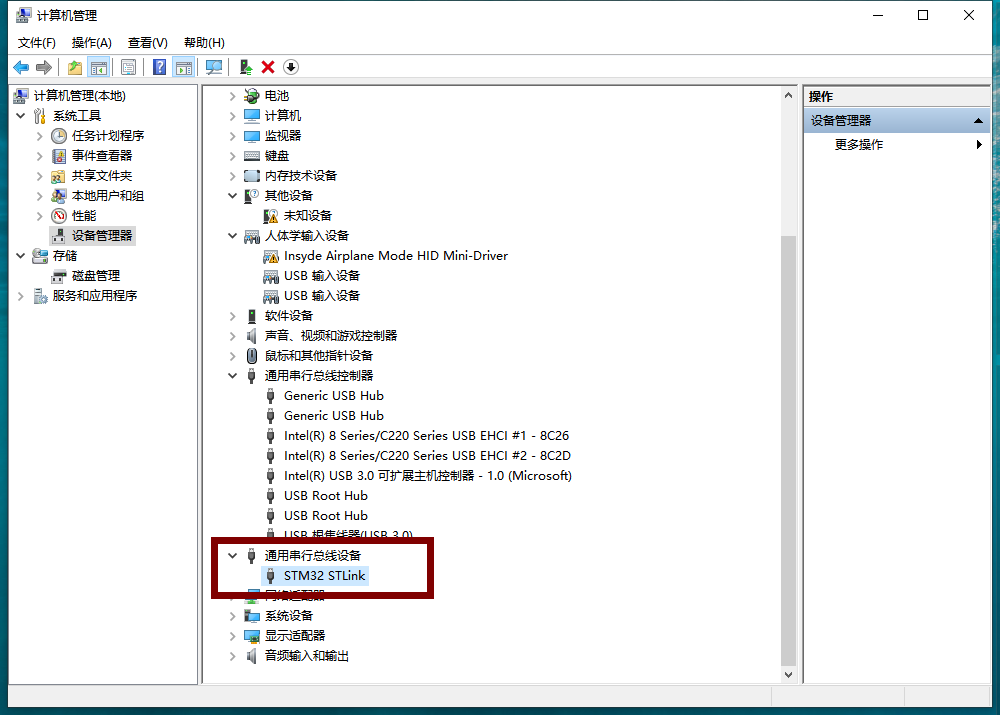 计算机管理
文件(F) 操作(A) 查看(V) 帮助(H)
计算机管理(本地)
系统工具
任务计划程序
事件查看器
共享文件夹
本地用户和组
性能
设备管理器
存储
磁盘管理
服务和应用程序
电池
计算机
监视器
键盘
内存技术设备
其他设备
未知设备
人体学输入设备
Insyde Airplane Mode HID Mini-Driver
USB 输入设备
USB 输入设备
软件设备
声音、视频和游戏控制器
鼠标和其他指针设备
通用串行总线控制器
Generic USB Hub
Generic USB Hub
Intel(R) 8 Series/C220 Series USB EHCI #1 - 8C26
Intel(R) 8 Series/C220 Series USB EHCI #2 - 8C2D
Intel(R) USB 3.0 可扩展主机控制器 - 1.0 (Microsoft)
USB Root Hub
USB Root Hub
USB 根集线器(USB 3.0)
通用串行总线设备
STM32 STLink
网络适配器
系统设备
显示适配器
音频输入和输出
操作
设备管理器
更多操作